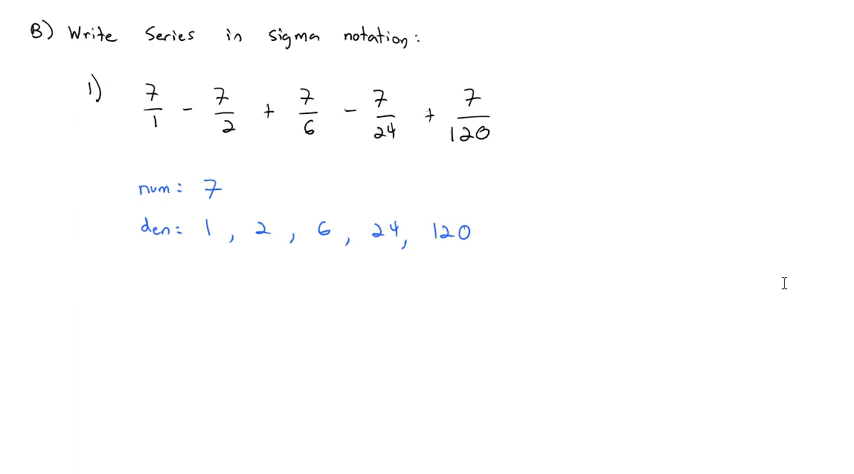 B) Write Series in sigma notation:
1) 7/1 - 7/2 + 7/6 - 7/24 + 7/120
num: 7
den: 1, 2, 6, 24, 120